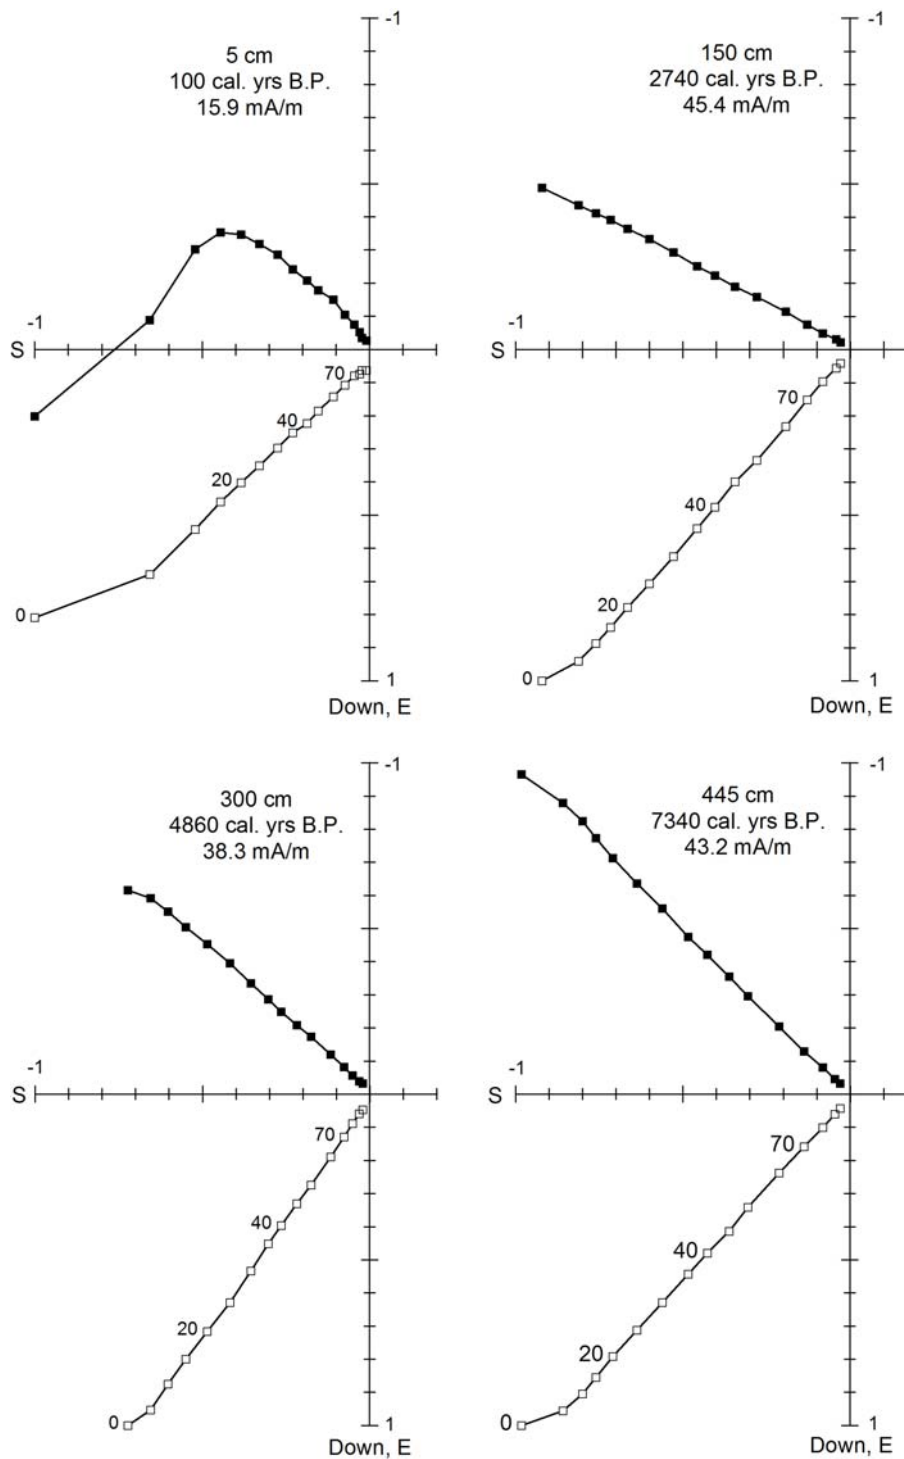 -1
5 cm
100 cal. yrs B.P.
15.9 mA/m
-1
S
70
40
20
0
1
Down, E
-1
150 cm
2740 cal. yrs B.P.
45.4 mA/m
-1
S
70
40
20
0
1
Down, E
-1
300 cm
4860 cal. yrs B.P.
38.3 mA/m
-1
S
70
40
20
0
1
Down, E
-1
445 cm
7340 cal. yrs B.P.
43.2 mA/m
-1
S
70
40
20
0
1
Down, E